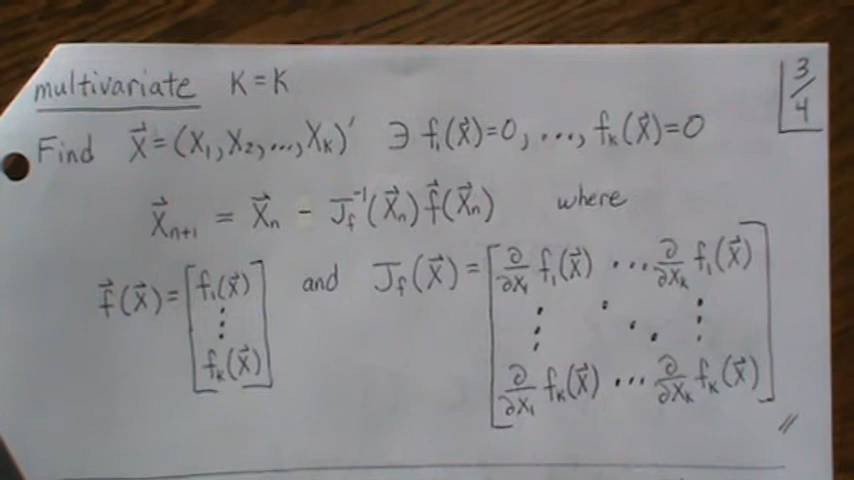 multivariate K=K
3/4
Find x⃗=(x₁,x₂,...,x_K)' ∋ f₁(x⃗)=0,...,f_K(x⃗)=0
x⃗ₙ₊₁ = x⃗ₙ - J_f⁻¹(x⃗ₙ)f⃗(x⃗ₙ) where
f⃗(x⃗)=[f₁(x⃗) ⋮ f_K(x⃗)] and J_f(x⃗)=[∂/∂x₁ f₁(x⃗) ... ∂/∂x_K f₁(x⃗)
⋮ ⋱ ⋮
∂/∂x₁ f_K(x⃗) ... ∂/∂x_K f_K(x⃗)] //